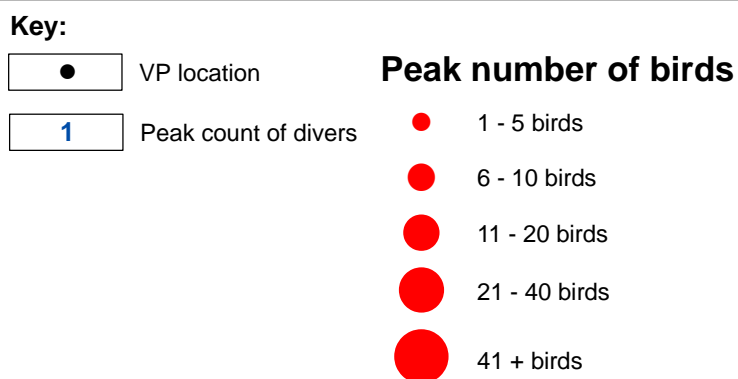 Key:
VP location
1 Peak count of divers
Peak number of birds
1 - 5 birds
6 - 10 birds
11 - 20 birds
21 - 40 birds
41 + birds